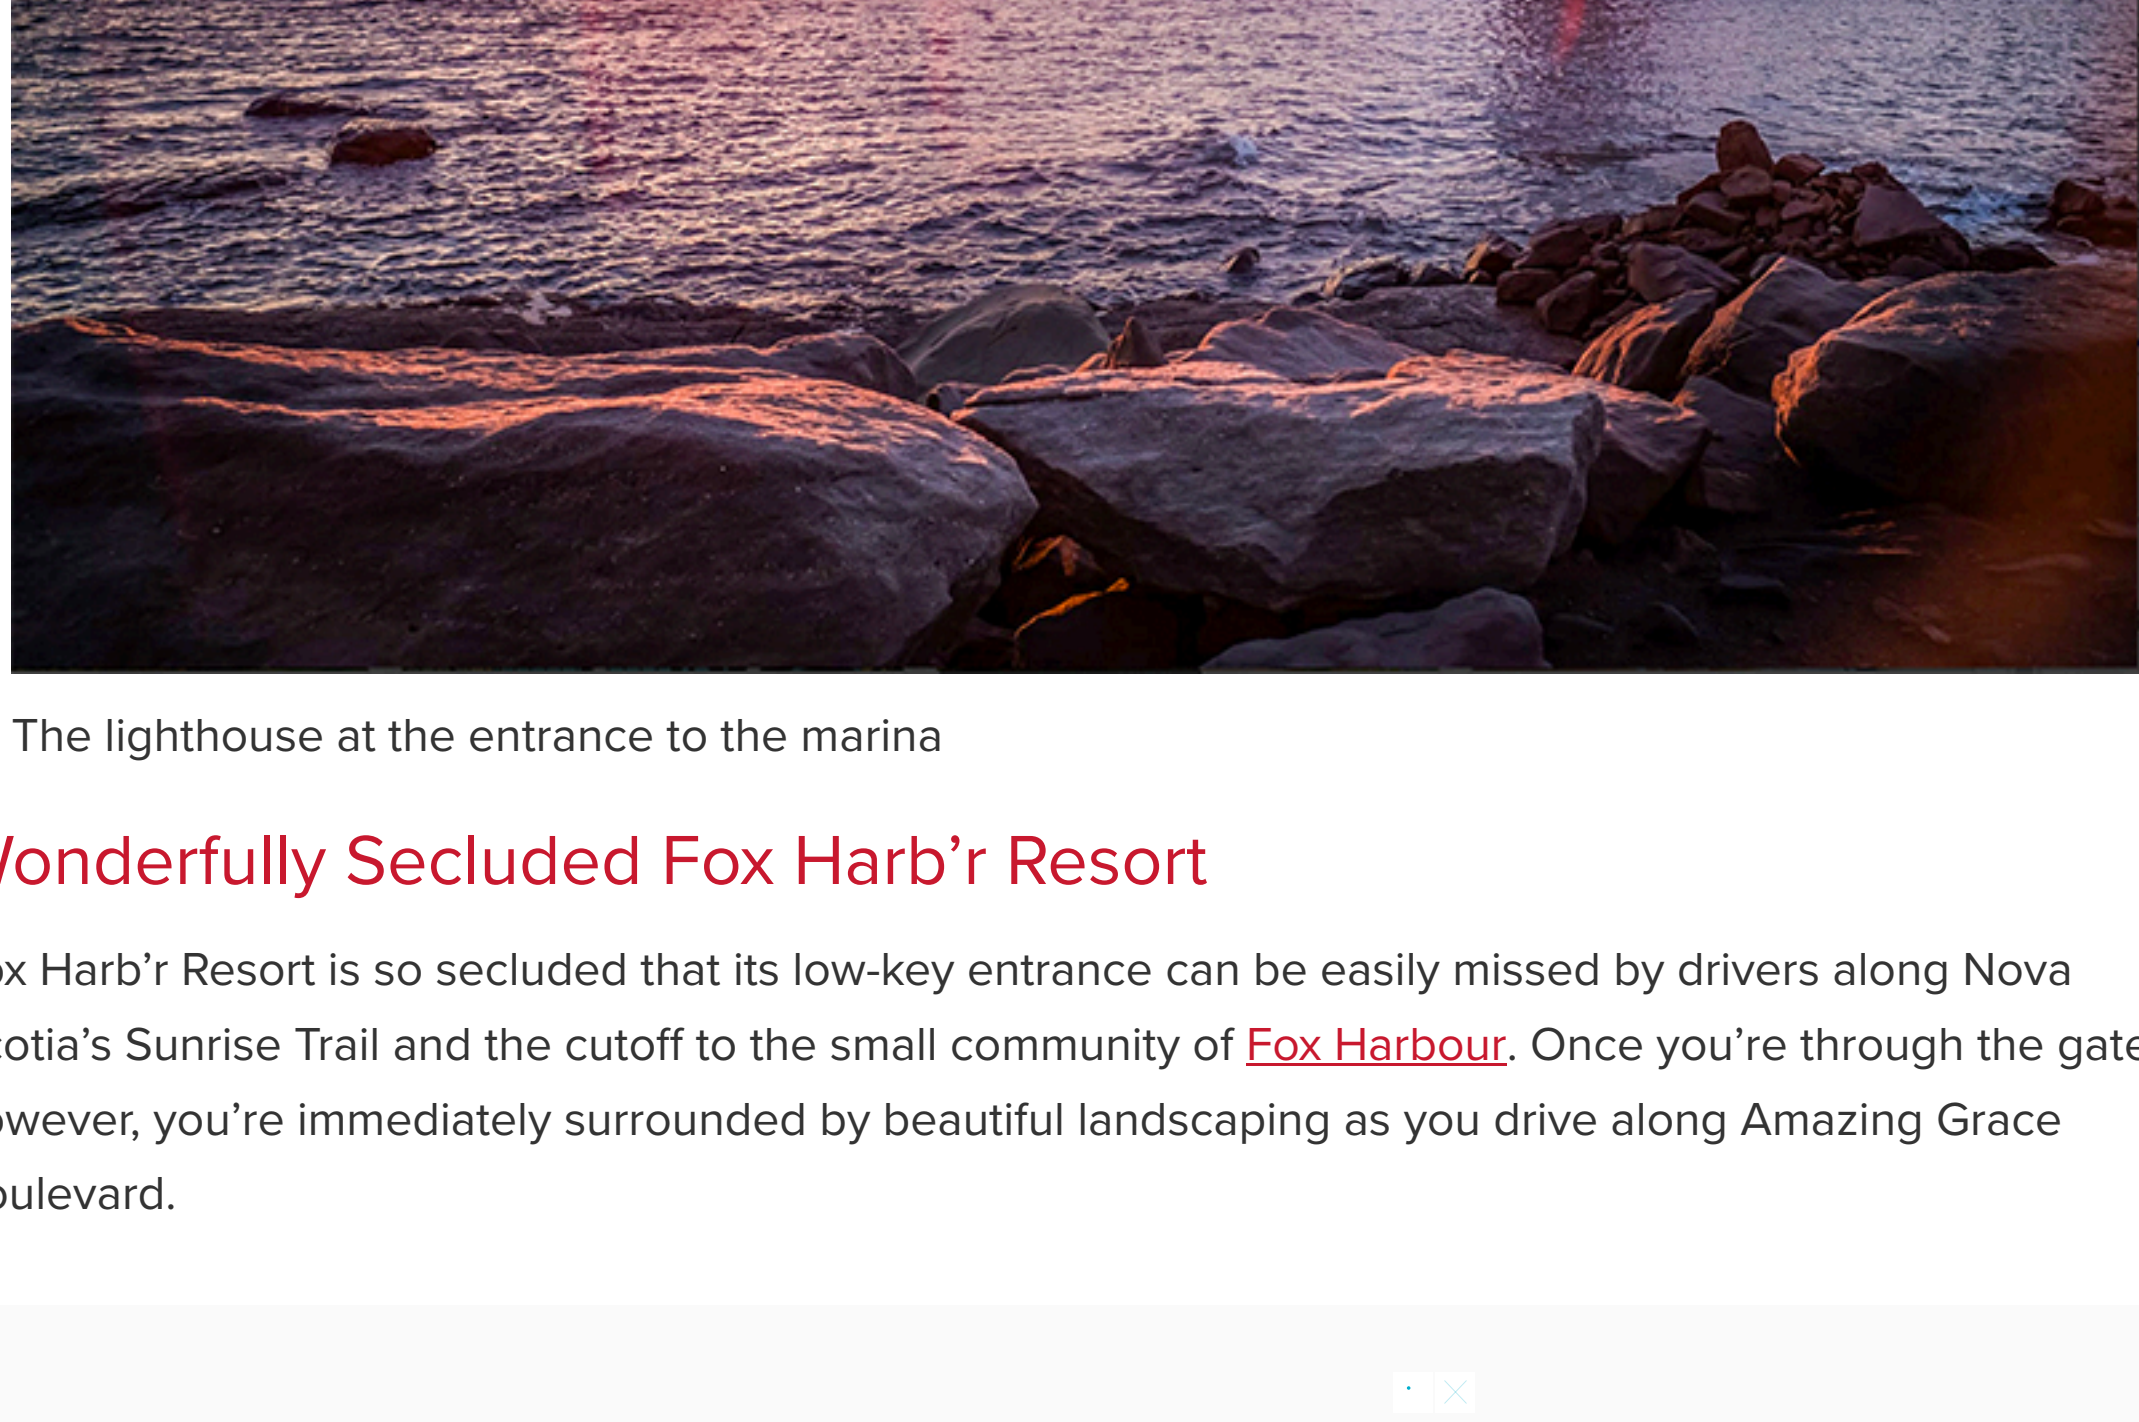 The lighthouse at the entrance to the marina
Wonderfully Secluded Fox Harb’r Resort
ox Harb’r Resort is so secluded that its low-key entrance can be easily missed by drivers along Nova
cotia’s Sunrise Trail and the cutoff to the small community of Fox Harbour. Once you’re through the gate
owever, you’re immediately surrounded by beautiful landscaping as you drive along Amazing Grace
oulevard.